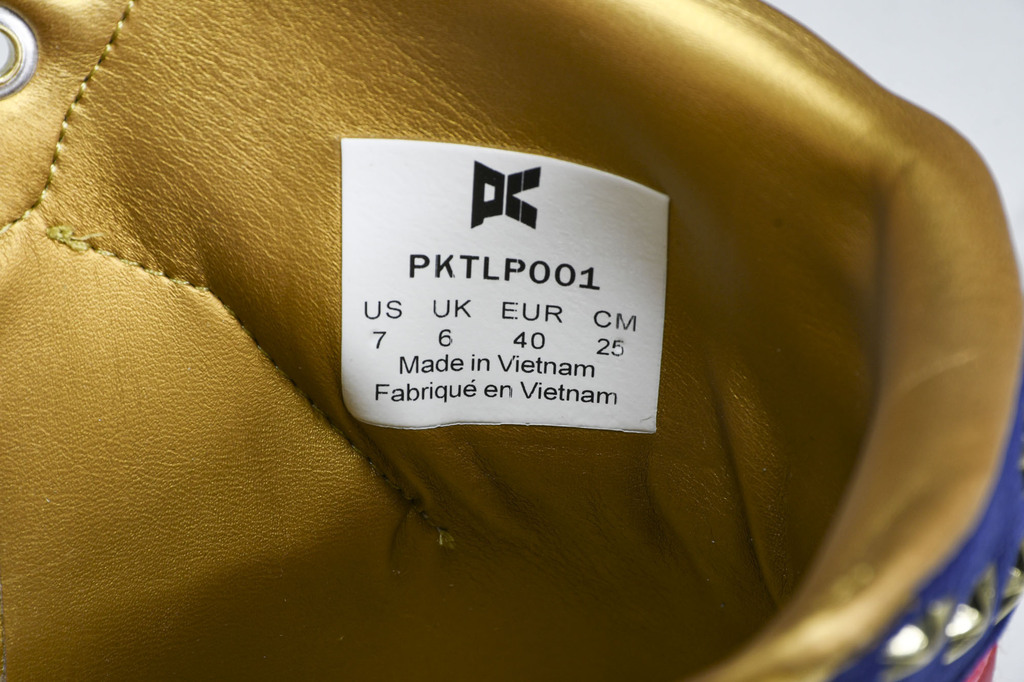 PK
PKTLP001
US UK EUR CM
7 6 40 25
Made in Vietnam
Fabriqué en Vietnam